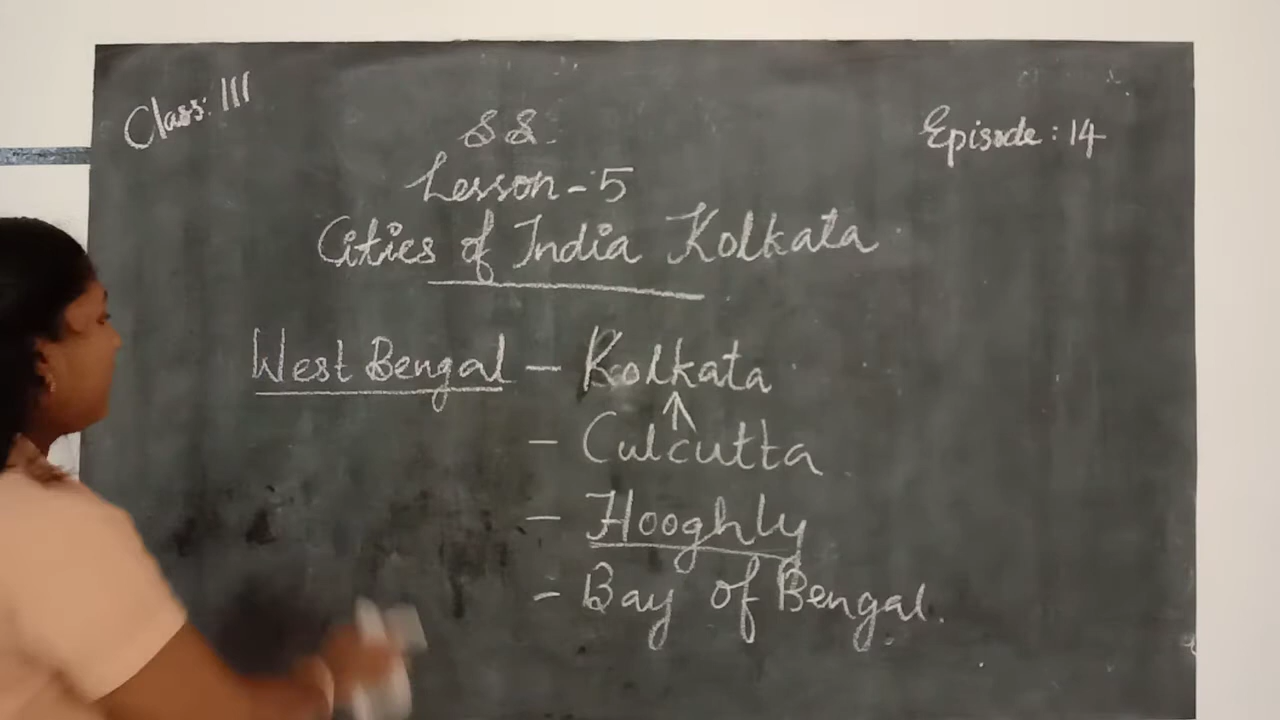 Class: III
Episode: 14
S S.
Lesson - 5
Cities of India Kolkata
West Bengal - Kolkata
- Culcutta
- Hooghly
- Bay of Bengal.